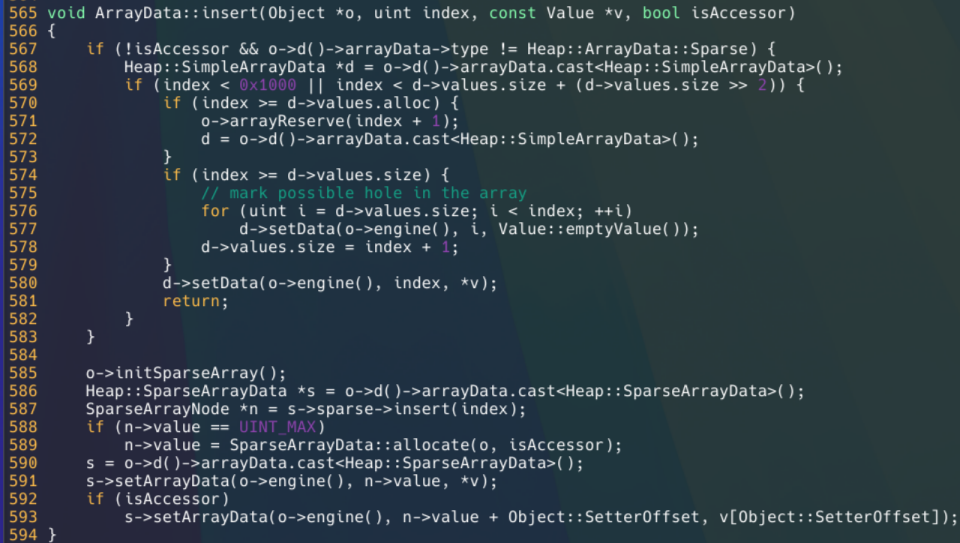 565 void ArrayData::insert(Object *o, uint index, const Value *v, bool isAccessor)
566 {
567     if (!isAccessor && o->d()->arrayData->type != Heap::ArrayData::Sparse) {
568         Heap::SimpleArrayData *d = o->d()->arrayData.cast<Heap::SimpleArrayData>();
569         if (index < 0x1000 || index < d->values.size + (d->values.size >> 2)) {
570             if (index >= d->values.alloc) {
571                 o->arrayReserve(index + 1);
572                 d = o->d()->arrayData.cast<Heap::SimpleArrayData>();
573             }
574             if (index >= d->values.size) {
575                 // mark possible hole in the array
576                 for (uint i = d->values.size; i < index; ++i)
577                     d->setData(o->engine(), i, Value::emptyValue());
578                 d->values.size = index + 1;
579             }
580             d->setData(o->engine(), index, *v);
581             return;
582         }
583     }
584
585     o->initSparseArray();
586     Heap::SparseArrayData *s = o->d()->arrayData.cast<Heap::SparseArrayData>();
587     SparseArrayNode *n = s->sparse->insert(index);
588     if (n->value == UINT_MAX)
589         n->value = SparseArrayData::allocate(o, isAccessor);
590     s = o->d()->arrayData.cast<Heap::SparseArrayData>();
591     s->setArrayData(o->engine(), n->value, *v);
592     if (isAccessor)
593         s->setArrayData(o->engine(), n->value + Object::SetterOffset, v[Object::SetterOffset]);
594 }